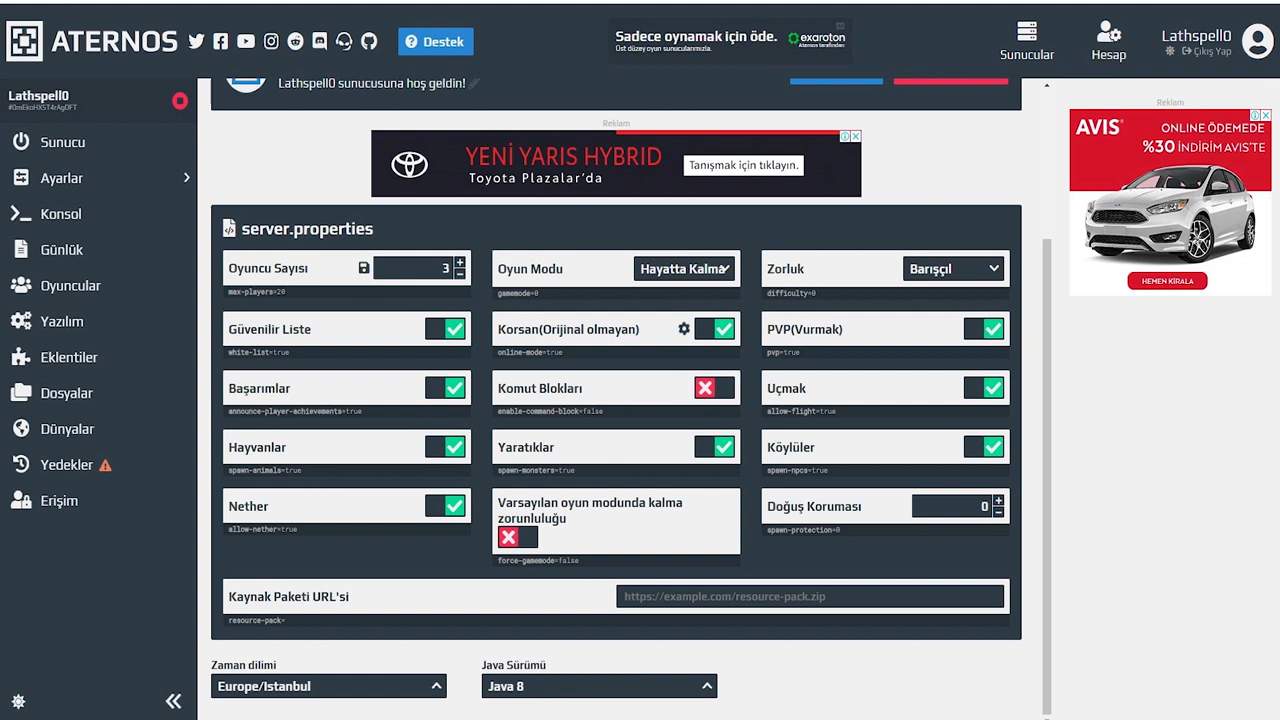 ATERNOS
Destek
Sadece oynamak için öde.
Üst düzey oyun sunucularımızla.
exaroton
Aternos tarafından
Sunucular
Hesap
Lathspell0
Çıkış Yap
Lathspell0
Lathspell0 sunucusuna hoş geldin!
Sunucu
Ayarlar
Konsol
Günlük
Oyuncular
Yazılım
Eklentiler
Dosyalar
Dünyalar
Yedekler
Erişim
Reklam
YENİ YARIS HYBRID
Toyota Plazalar'da
Tanışmak için tıklayın.
server.properties
Oyuncu Sayısı
3
max-players=20
Oyun Modu
Hayatta Kalma
gamemode=0
Zorluk
Barışçıl
difficulty=0
Güvenilir Liste
white-list=true
Korsan(Orijinal olmayan)
online-mode=true
PVP(Vurmak)
pvp=true
Başarımlar
announce-player-achievements=true
Komut Blokları
enable-command-block=false
Uçmak
allow-flight=true
Hayvanlar
spawn-animals=true
Yaratıklar
spawn-monsters=true
Köylüler
spawn-npcs=true
Nether
allow-nether=true
Varsayılan oyun modunda kalma
zorunluluğu
force-gamemode=false
Doğuş Koruması
0
spawn-protection=0
Kaynak Paketi URL'si
https://example.com/resource-pack.zip
resource-pack=
Zaman dilimi
Europe/Istanbul
Java Sürümü
Java 8
Reklam
AVIS
ONLINE ÖDEMEDE
%30 İNDİRİM AVIS'TE
HEMEN KİRALA